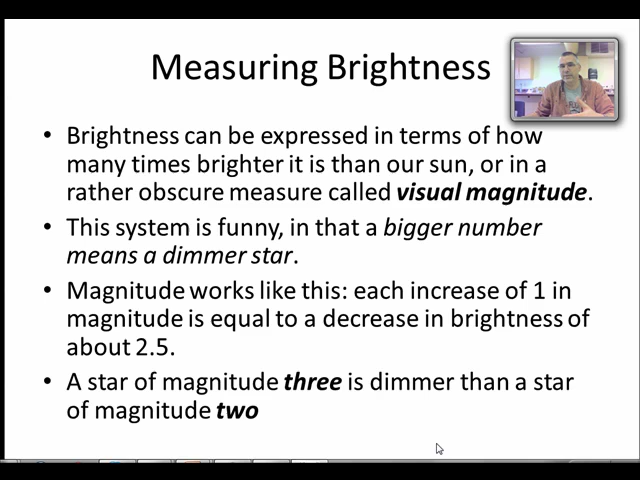 Measuring Brightness
• Brightness can be expressed in terms of how
many times brighter it is than our sun, or in a
rather obscure measure called visual magnitude.
• This system is funny, in that a bigger number
means a dimmer star.
• Magnitude works like this: each increase of 1 in
magnitude is equal to a decrease in brightness of
about 2.5.
• A star of magnitude three is dimmer than a star
of magnitude two